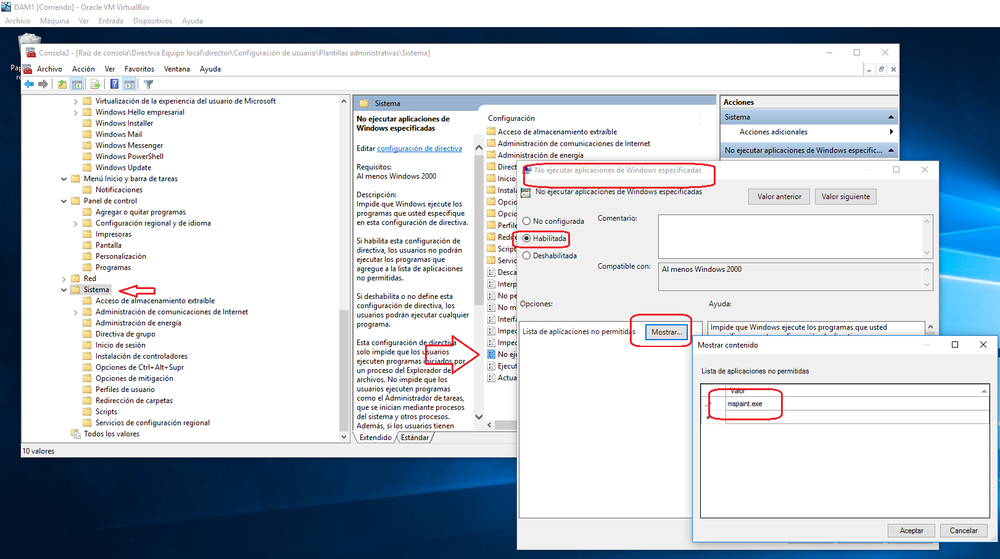 DAM1 [Corriendo] - Oracle VM VirtualBox
Archivo Máquina Ver Entrada Dispositivos Ayuda
Consola2 - [Raíz de consola\Directiva Equipo local\director\Configuración de usuario\Plantillas administrativas\Sistema]
Archivo Acción Ver Favoritos Ventana Ayuda
Virtualización de la experiencia del usuario de Microsoft
Windows Hello empresarial
Windows Installer
Windows Mail
Windows Messenger
Windows PowerShell
Windows Update
Menú Inicio y barra de tareas
Notificaciones
Panel de control
Agregar o quitar programas
Configuración regional y de idioma
Impresoras
Pantalla
Personalización
Programas
Red
Sistema
Acceso de almacenamiento extraíble
Administración de comunicaciones de Internet
Administración de energía
Directiva de grupo
Inicio de sesión
Instalación de controladores
Opciones de Ctrl+Alt+Supr
Opciones de mitigación
Perfiles de usuario
Redirección de carpetas
Scripts
Servicios de configuración regional
Todos los valores
10 valores
Sistema
No ejecutar aplicaciones de
Windows especificadas
Editar configuración de directiva
Requisitos:
Al menos Windows 2000
Descripción:
Impide que Windows ejecute los
programas que usted especifique
en esta configuración de directiva.
Si habilita esta configuración de
directiva, los usuarios no podrán
ejecutar los programas que
agregue a la lista de aplicaciones
no permitidas.
Si deshabilita o no define esta
configuración de directiva, los
usuarios podrán ejecutar cualquier
programa.
Esta configuración de directiva
solo impide que los usuarios
ejecuten programas iniciados por
un proceso del Explorador de
archivos. No impide que los
usuarios ejecuten programas
como el Administrador de tareas,
que se inician mediante procesos
del sistema y otros procesos.
Además, si los usuarios tienen
Extendido Estándar
Configuración
Acceso de almacenamiento extraíble
Administración de comunicaciones de Internet
Administración de energía
Direct
Inicio
Instala
Opcio
Opcio
Perfile
Redire
Script
Servic
Desca
Interp
No pe
No m
Interfa
Impec
Impec
No eje
Ejecut
Actua
Acciones
Sistema
Acciones adicionales
No ejecutar aplicaciones de Windows especific...
No ejecutar aplicaciones de Windows especificadas
No ejecutar aplicaciones de Windows especificadas
Valor anterior Valor siguiente
No configurada
Habilitada
Deshabilitada
Comentario:
Compatible con:
Al menos Windows 2000
Opciones:
Ayuda:
Lista de aplicaciones no permitidas Mostrar...
Impide que Windows ejecute los programas que usted
Mostrar contenido
Lista de aplicaciones no permitidas
Valor
mspaint.exe
Aceptar Cancelar